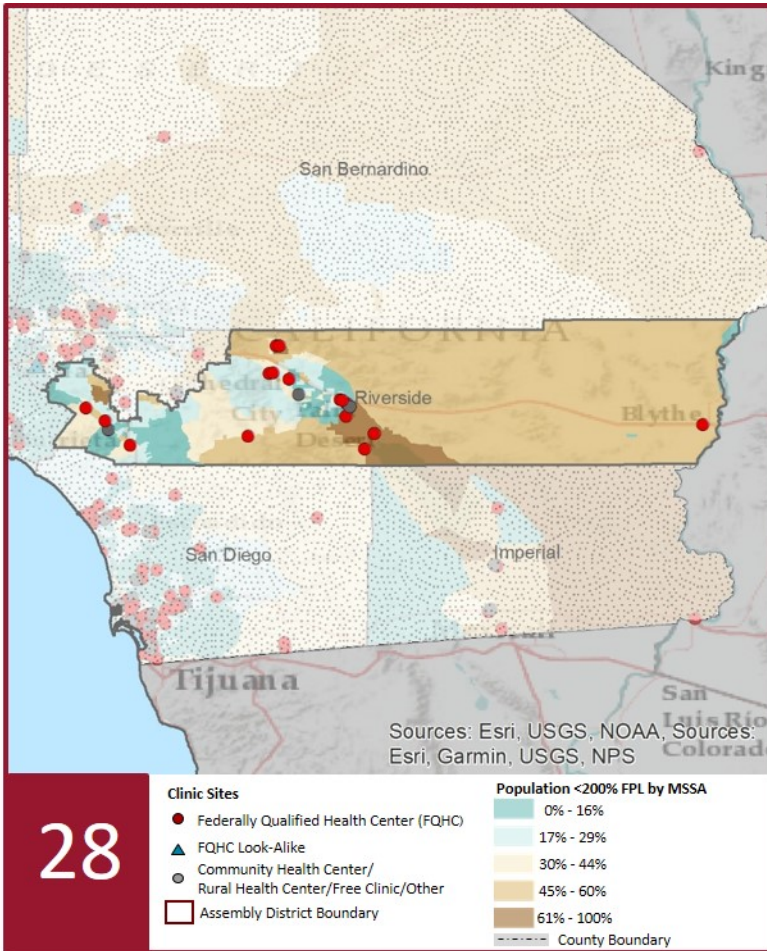 King
San Bernardino
CALIFORNIA
Riverside
City
Blythe
Desert
San Diego
Imperial
Tijuana
San
Luis Río
Colorado
Sources: Esri, USGS, NOAA, Sources:
Esri, Garmin, USGS, NPS
28
Clinic Sites
Federally Qualified Health Center (FQHC)
FQHC Look-Alike
Community Health Center/
Rural Health Center/Free Clinic/Other
Assembly District Boundary
Population <200% FPL by MSSA
0% - 16%
17% - 29%
30% - 44%
45% - 60%
61% - 100%
County Boundary